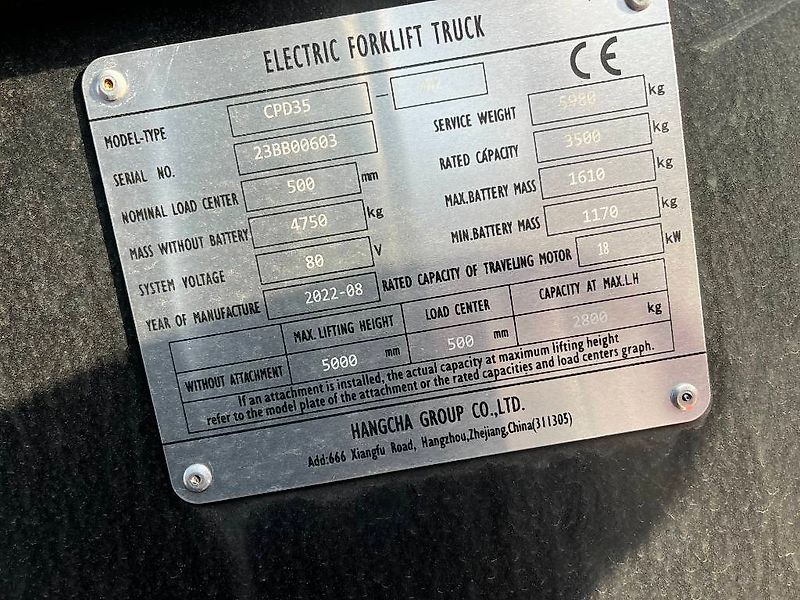 ELECTRIC FORKLIFT TRUCK
CE
MODEL-TYPE CPD35 -
SERIAL NO. 23BB00603
NOMINAL LOAD CENTER 500 mm
MASS WITHOUT BATTERY 4750 kg
SYSTEM VOLTAGE 80 V
YEAR OF MANUFACTURE 2022-08
SERVICE WEIGHT 5980 kg
RATED CAPACITY 3500 kg
MAX.BATTERY MASS 1610 kg
MIN.BATTERY MASS 1170 kg
RATED CAPACITY OF TRAVELING MOTOR 18 kW
MAX. LIFTING HEIGHT LOAD CENTER CAPACITY AT MAX.L.H
WITHOUT ATTACHMENT 5000 mm 500 mm 2800 kg
If an attachment is installed, the actual capacity at maximum lifting height
refer to the model plate of the attachment or the rated capacities and load centers graph.
HANGCHA GROUP CO.,LTD.
Add:666 Xiangfu Road, Hangzhou,Zhejiang,China(311305)